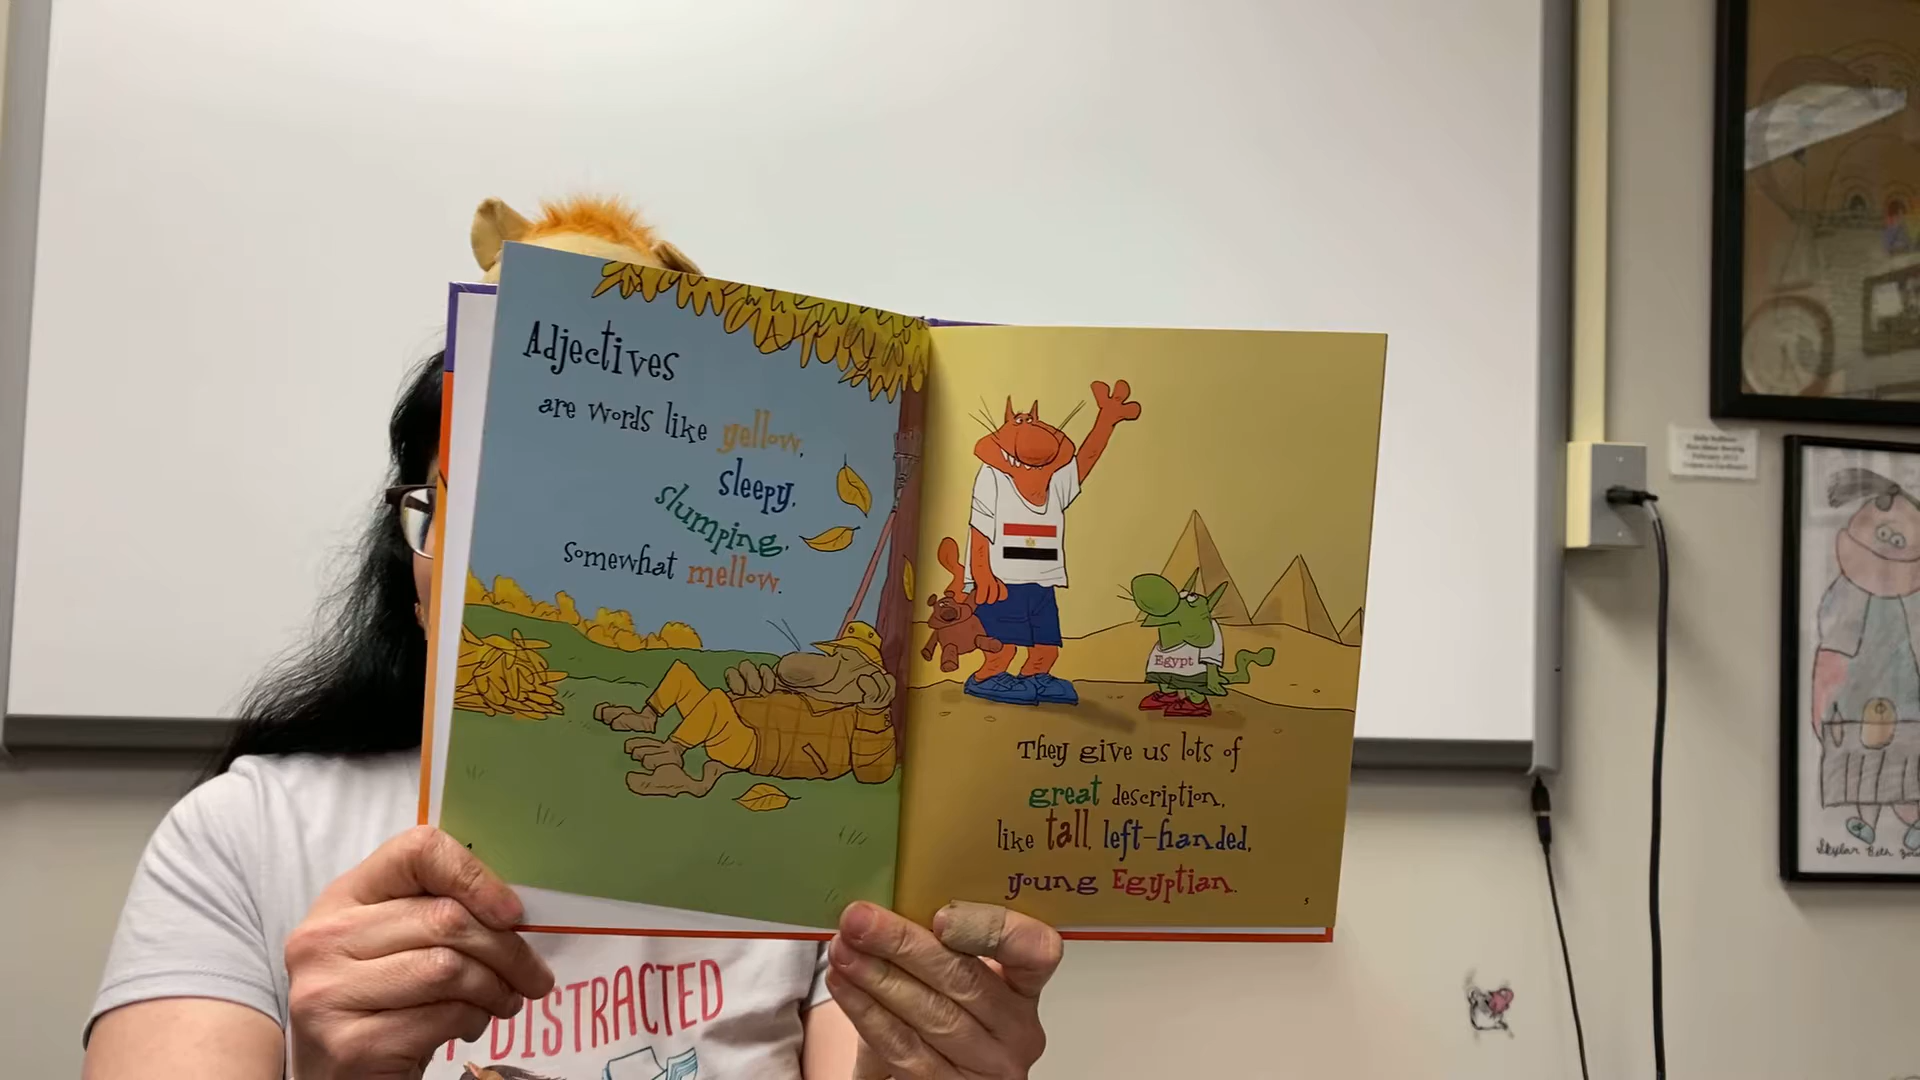 Adjectives
are words like yellow,
sleepy,
slumping,
somewhat mellow.
Egypt
They give us lots of
great description,
like tall, left-handed,
young Egyptian.
5
DISTRACTED